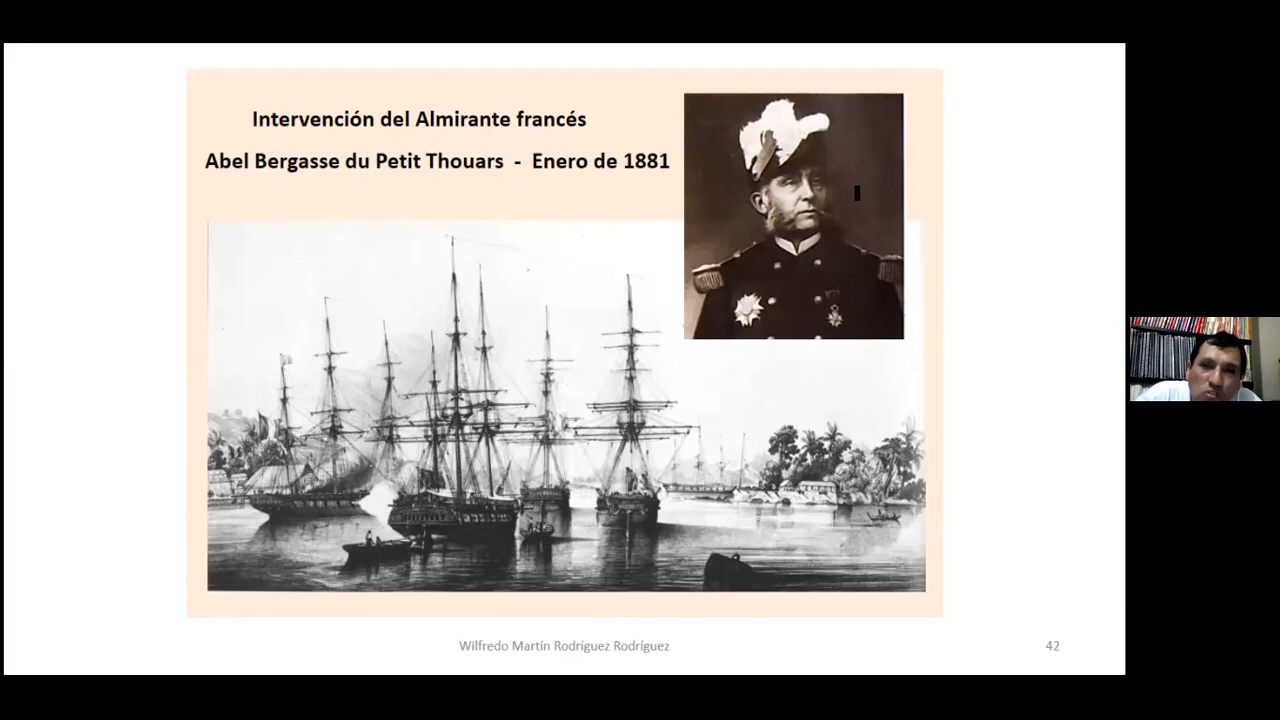 Intervención del Almirante francés
Abel Bergasse du Petit Thouars - Enero de 1881
Wilfredo Martín Rodríguez Rodríguez
42